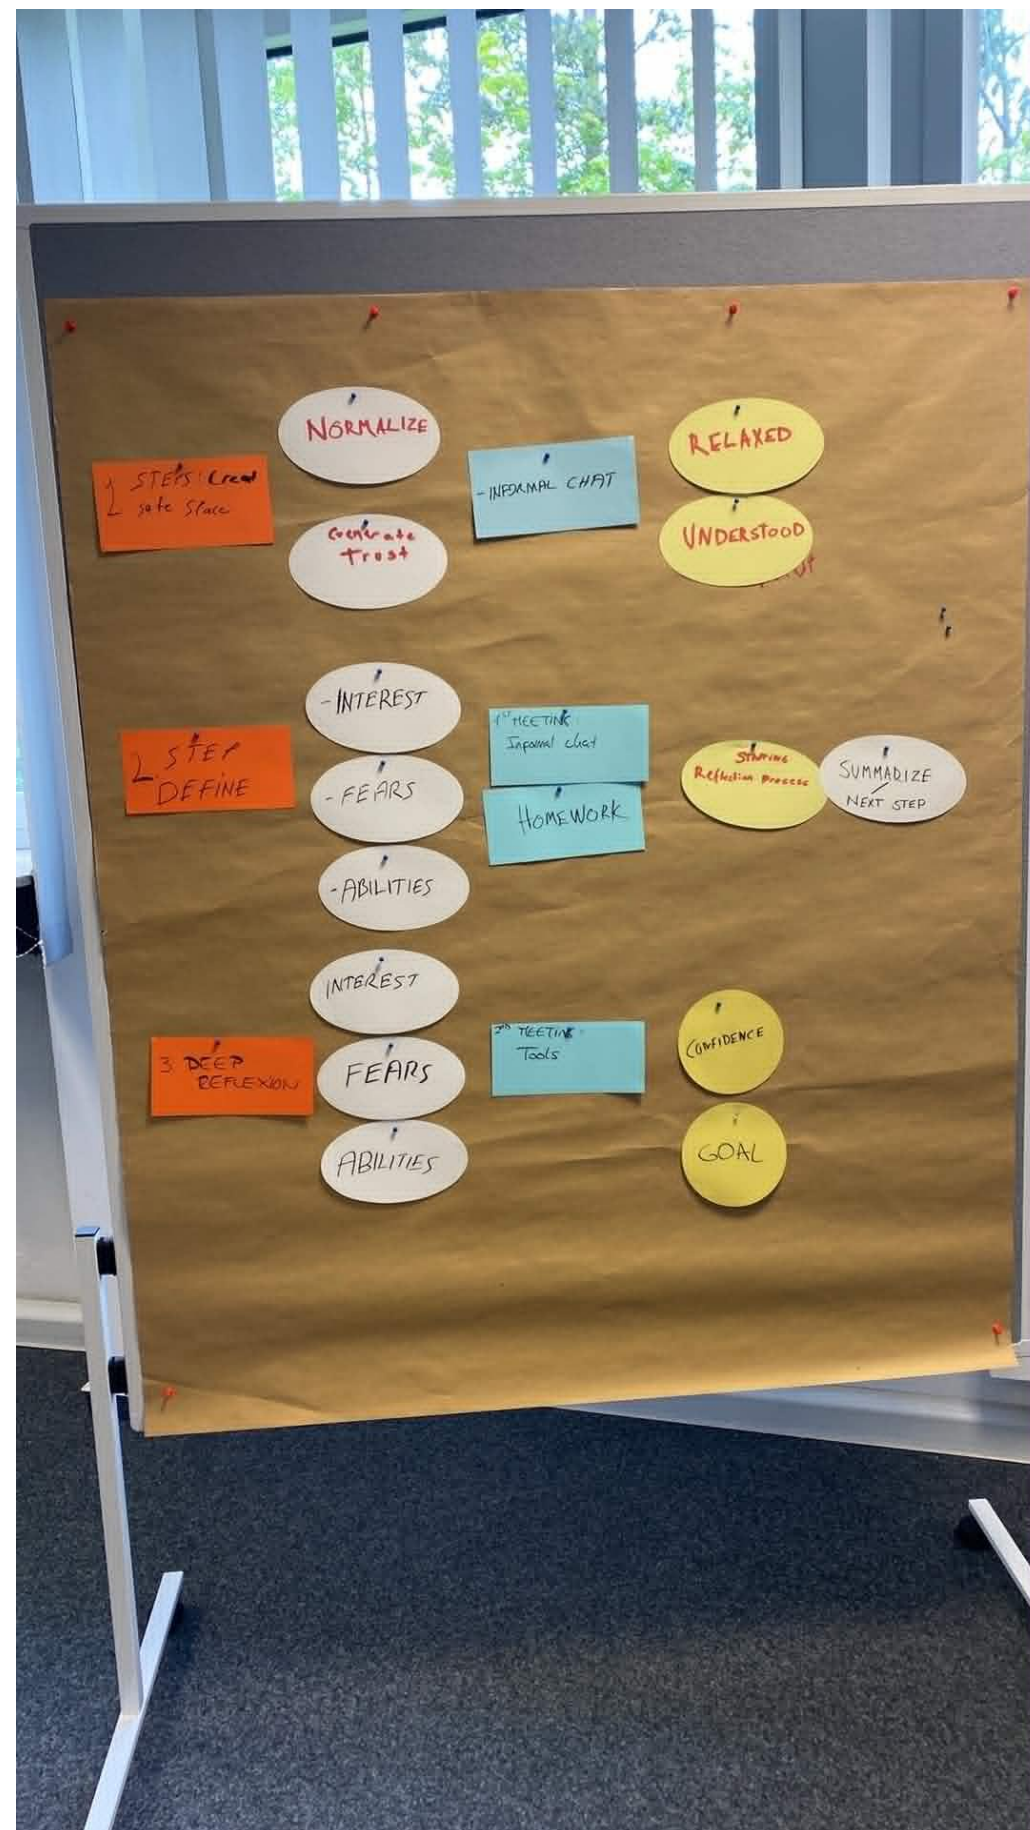 1 STEPS: Creat
safe Space
NORMALIZE
Generate
Trust
- INFORMAL CHAT
RELAXED
UNDERSTOOD
2. STEP
DEFINE
- INTEREST
- FEARS
- ABILITIES
1ST MEETING:
Informal chat
HOMEWORK
STARTING
Reflection process
SUMMARIZE
NEXT STEP
3. DEEP
REFLEXION
INTEREST
FEARS
ABILITIES
2nd MEETING:
Tools
CONFIDENCE
GOAL